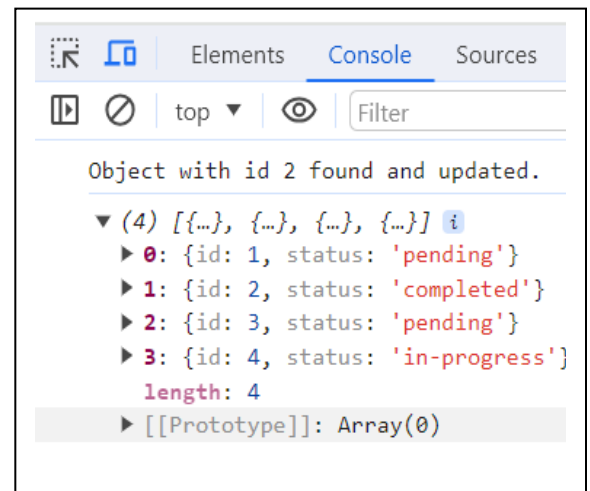 Elements Console Sources
top ▼ Filter
Object with id 2 found and updated.
▼ (4) [{…}, {…}, {…}, {…}] i
▶ 0: {id: 1, status: 'pending'}
▶ 1: {id: 2, status: 'completed'}
▶ 2: {id: 3, status: 'pending'}
▶ 3: {id: 4, status: 'in-progress'}
length: 4
▶ [[Prototype]]: Array(0)